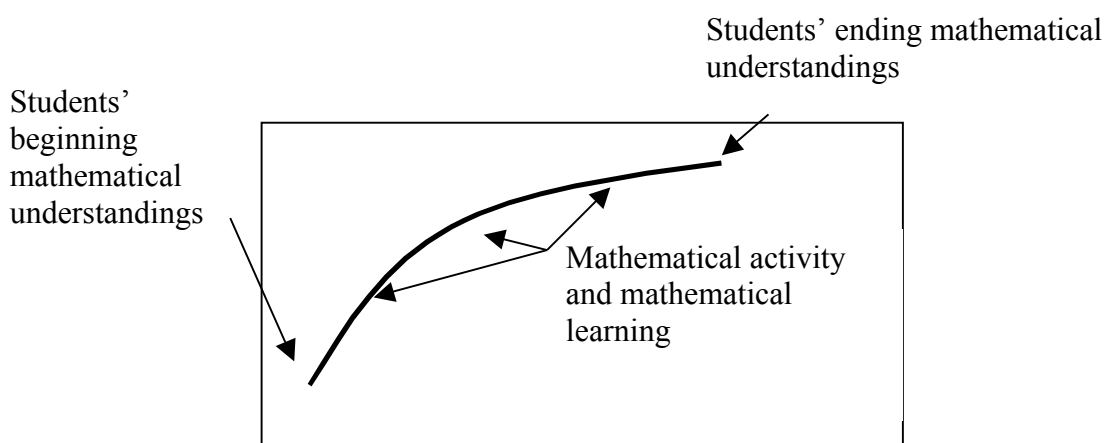 Students’ ending mathematical
understandings
Students’
beginning
mathematical
understandings
Mathematical activity
and mathematical
learning